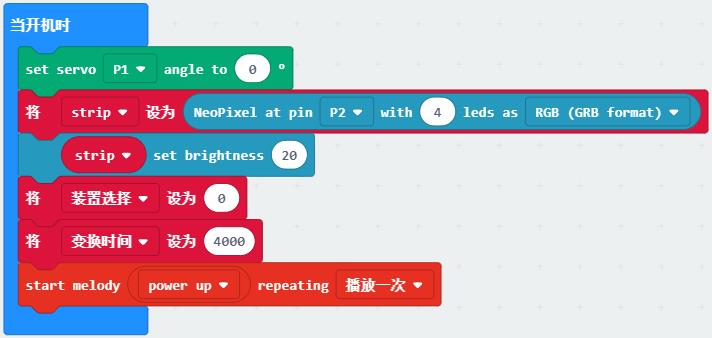 当开机时
set servo P1 angle to 0 °
将 strip 设为 NeoPixel at pin P2 with 4 leds as RGB (GRB format)
strip set brightness 20
将 装置选择 设为 0
将 变换时间 设为 4000
start melody power up repeating 播放一次